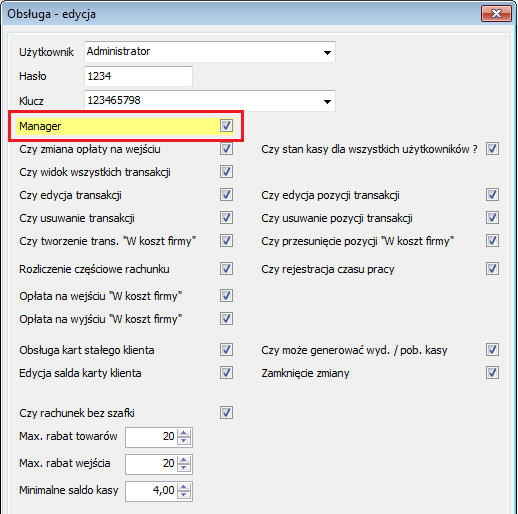 Obsługa - edycja
Użytkownik Administrator
Hasło 1234
Klucz 123465798
Manager
Czy zmiana opłaty na wejściu Czy stan kasy dla wszystkich użytkowników ?
Czy widok wszystkich transakcji
Czy edycja transakcji Czy edycja pozycji transakcji
Czy usuwanie transakcji Czy usuwanie pozycji transakcji
Czy tworzenie trans. "W koszt firmy" Czy przesunięcie pozycji "W koszt firmy"
Rozliczenie częściowe rachunku Czy rejestracja czasu pracy
Opłata na wejściu "W koszt firmy"
Opłata na wyjściu "W koszt firmy"
Obsługa kart stałego klienta Czy może generować wyd. / pob. kasy
Edycja salda karty klienta Zamknięcie zmiany
Czy rachunek bez szafki
Max. rabat towarów 20
Max. rabat wejścia 20
Minimalne saldo kasy 4,00